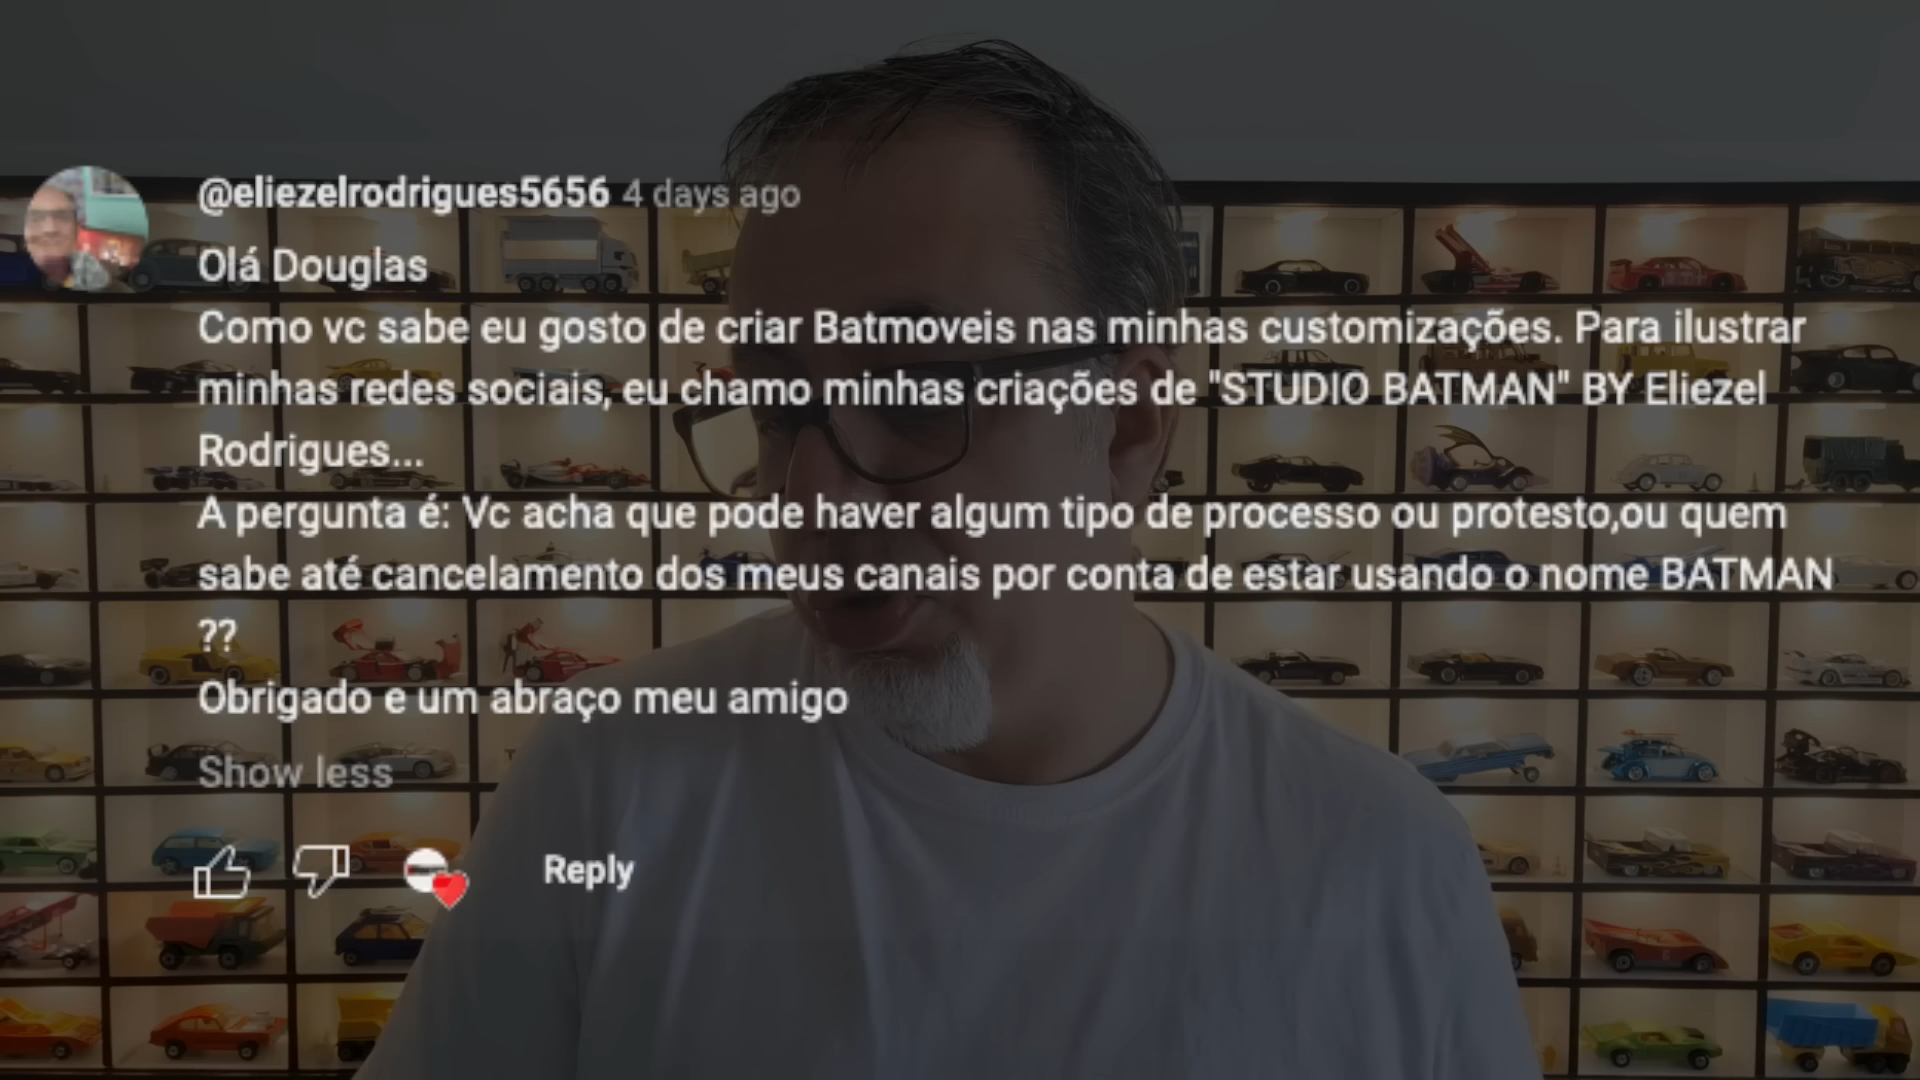 @eliezelrodrigues5656 4 days ago
Olá Douglas
Como vc sabe eu gosto de criar Batmoveis nas minhas customizações. Para ilustrar
minhas redes sociais, eu chamo minhas criações de "STUDIO BATMAN" BY Eliezel
Rodrigues...
A pergunta é: Vc acha que pode haver algum tipo de processo ou protesto,ou quem
sabe até cancelamento dos meus canais por conta de estar usando o nome BATMAN
??
Obrigado e um abraço meu amigo
Show less
Reply